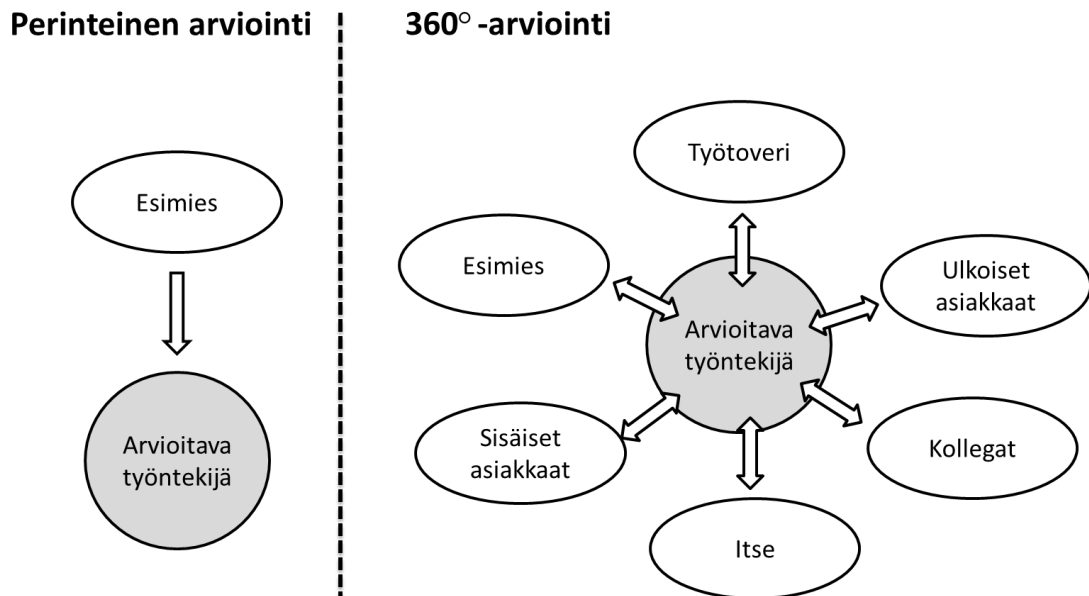 Perinteinen arviointi
360° -arviointi
Esimies
Arvioitava
työntekijä
Työtoveri
Esimies
Ulkoiset
asiakkaat
Arvioitava
työntekijä
Sisäiset
asiakkaat
Kollegat
Itse